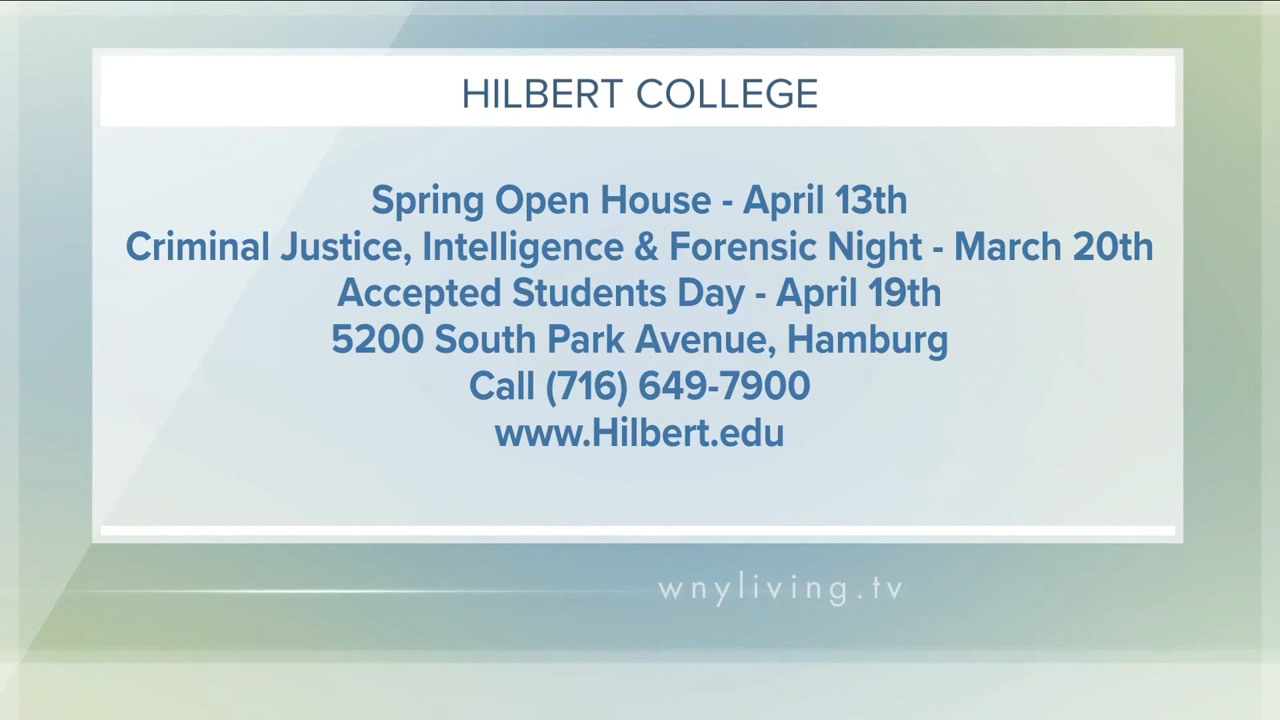 HILBERT COLLEGE
Spring Open House - April 13th
Criminal Justice, Intelligence & Forensic Night - March 20th
Accepted Students Day - April 19th
5200 South Park Avenue, Hamburg
Call (716) 649-7900
www.Hilbert.edu
wnyliving.tv